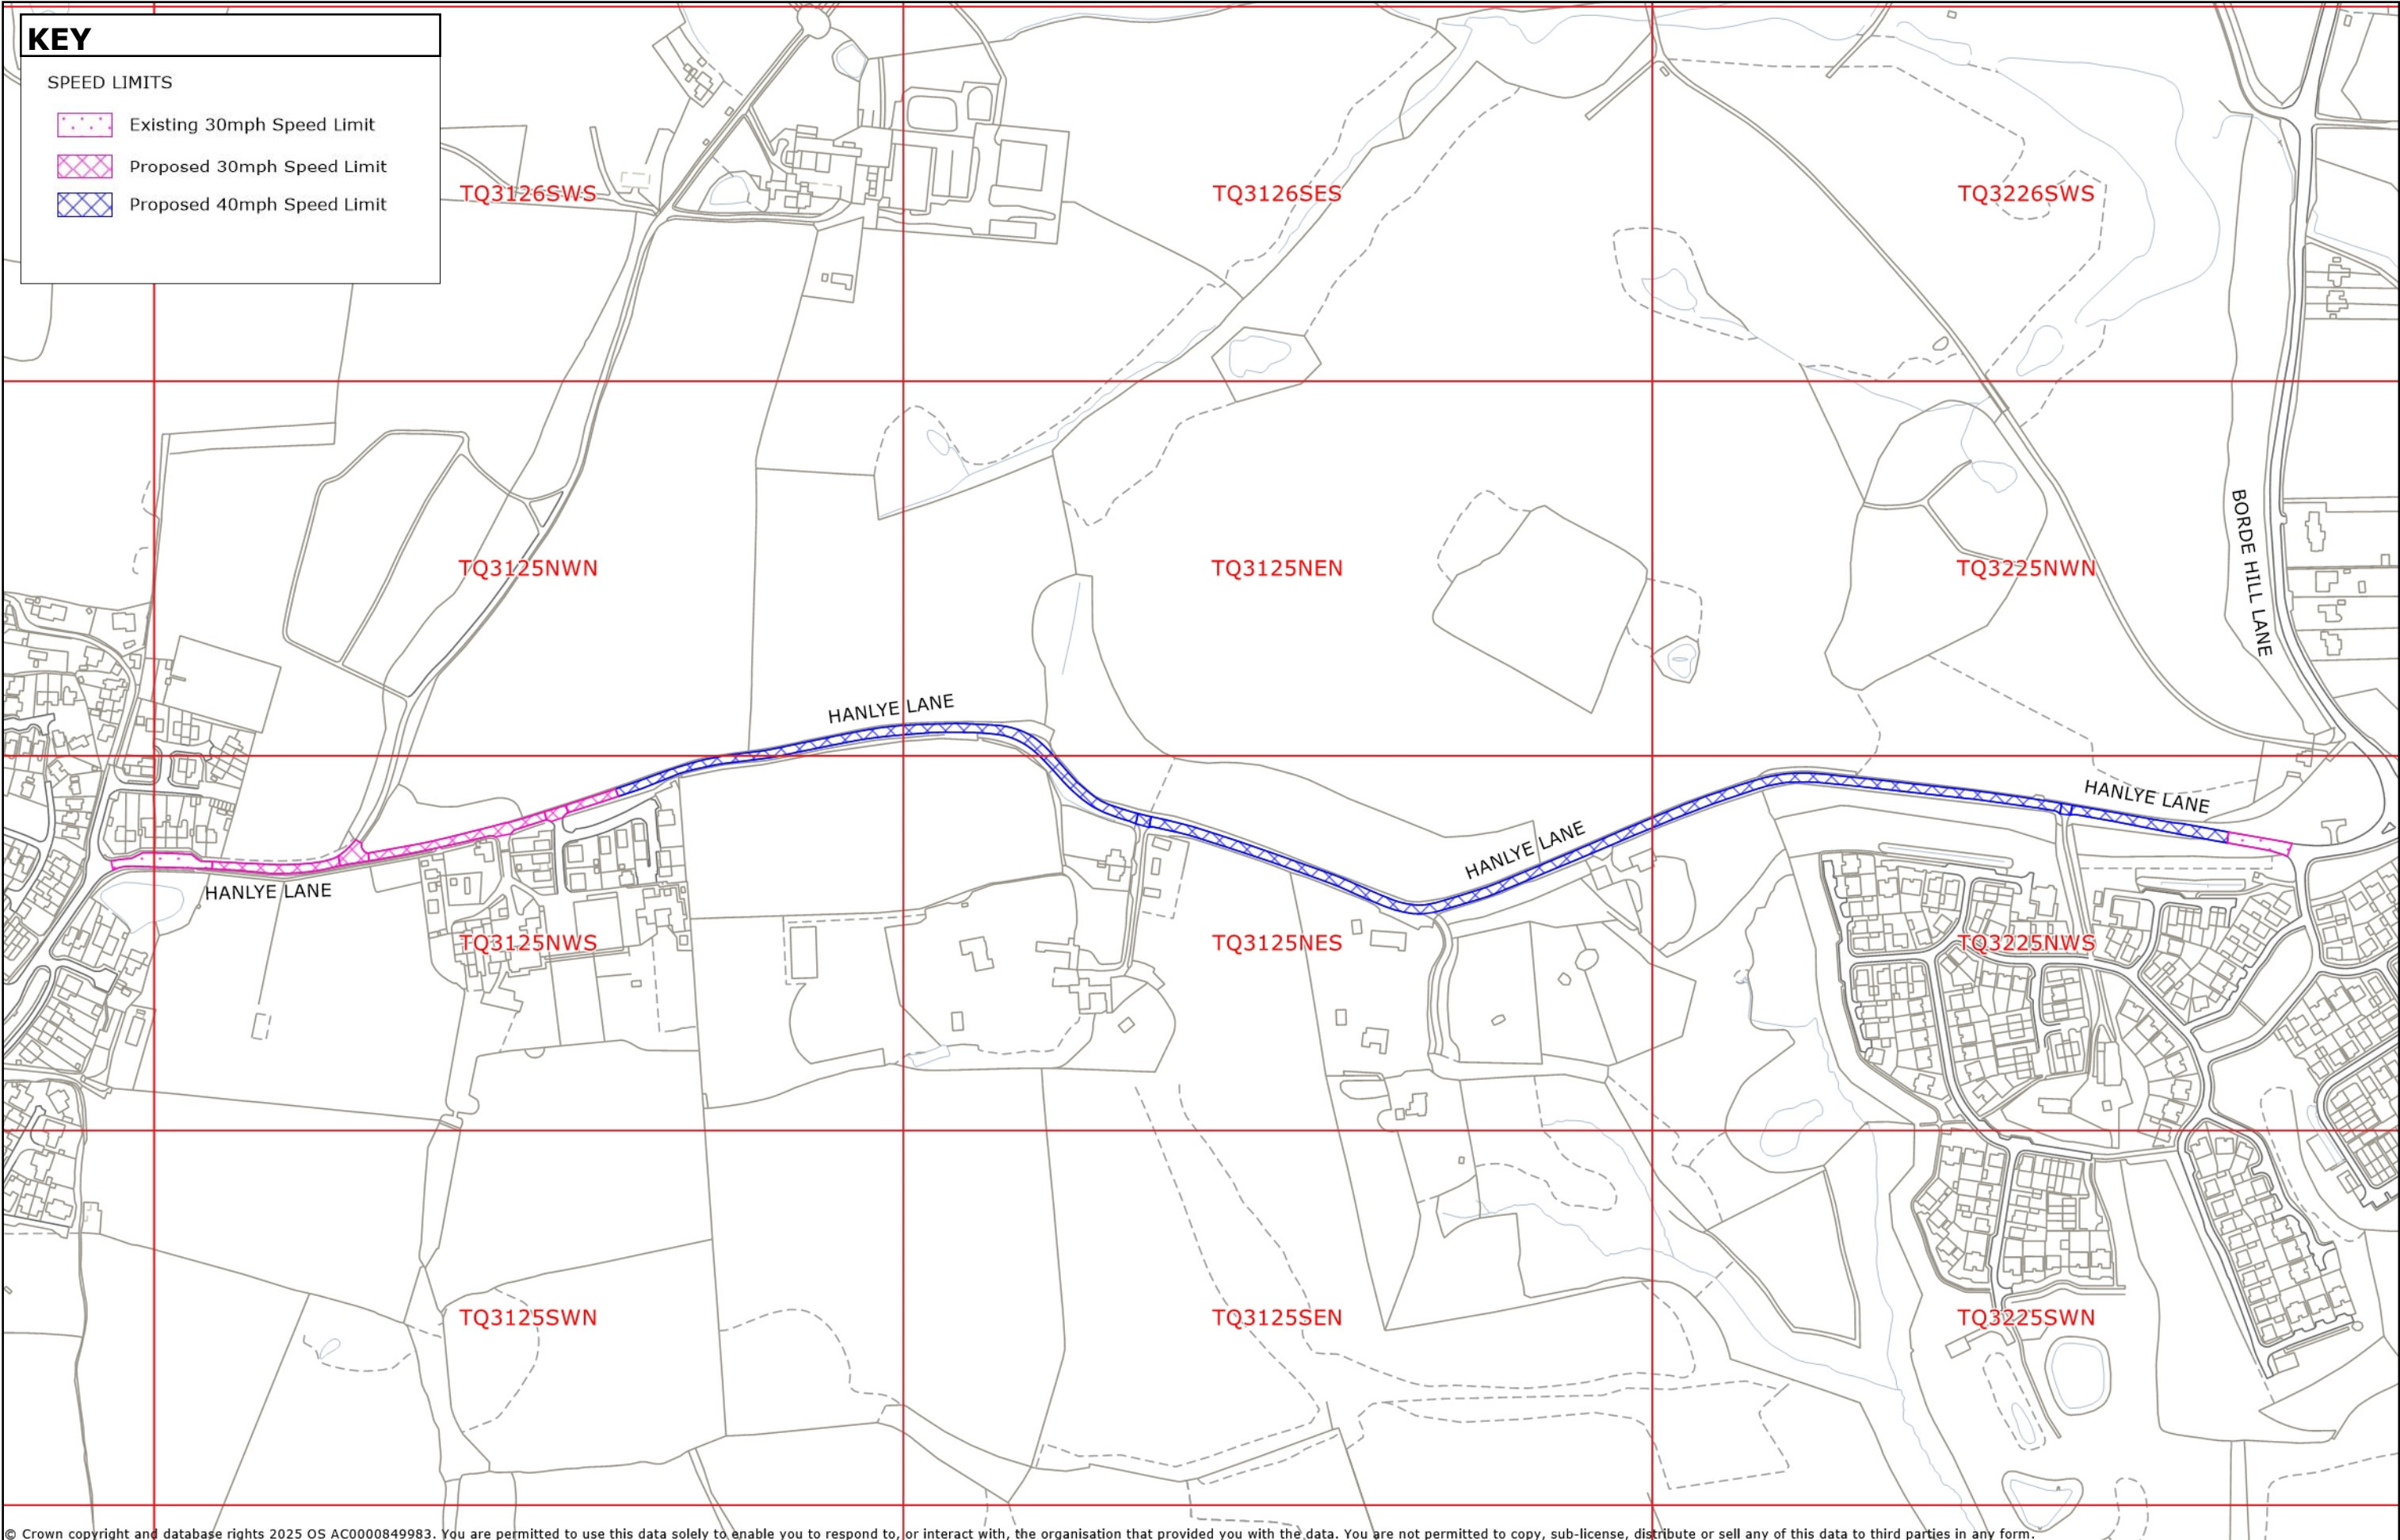 KEY
SPEED LIMITS
Existing 30mph Speed Limit
Proposed 30mph Speed Limit
Proposed 40mph Speed Limit
TQ3126SWS
TQ3126SES
TQ3226SWS
TQ3125NWN
TQ3125NEN
TQ3225NWN
BORDE HILL LANE
HANLYE LANE
HANLYE LANE
HANLYE LANE
HANLYE LANE
TQ3125NWS
TQ3125NES
TQ3225NWS
TQ3125SWN
TQ3125SEN
TQ3225SWN
© Crown copyright and database rights 2025 OS AC0000849983. You are permitted to use this data solely to enable you to respond to, or interact with, the organisation that provided you with the data. You are not permitted to copy, sub-license, distribute or sell any of this data to third parties in any form.